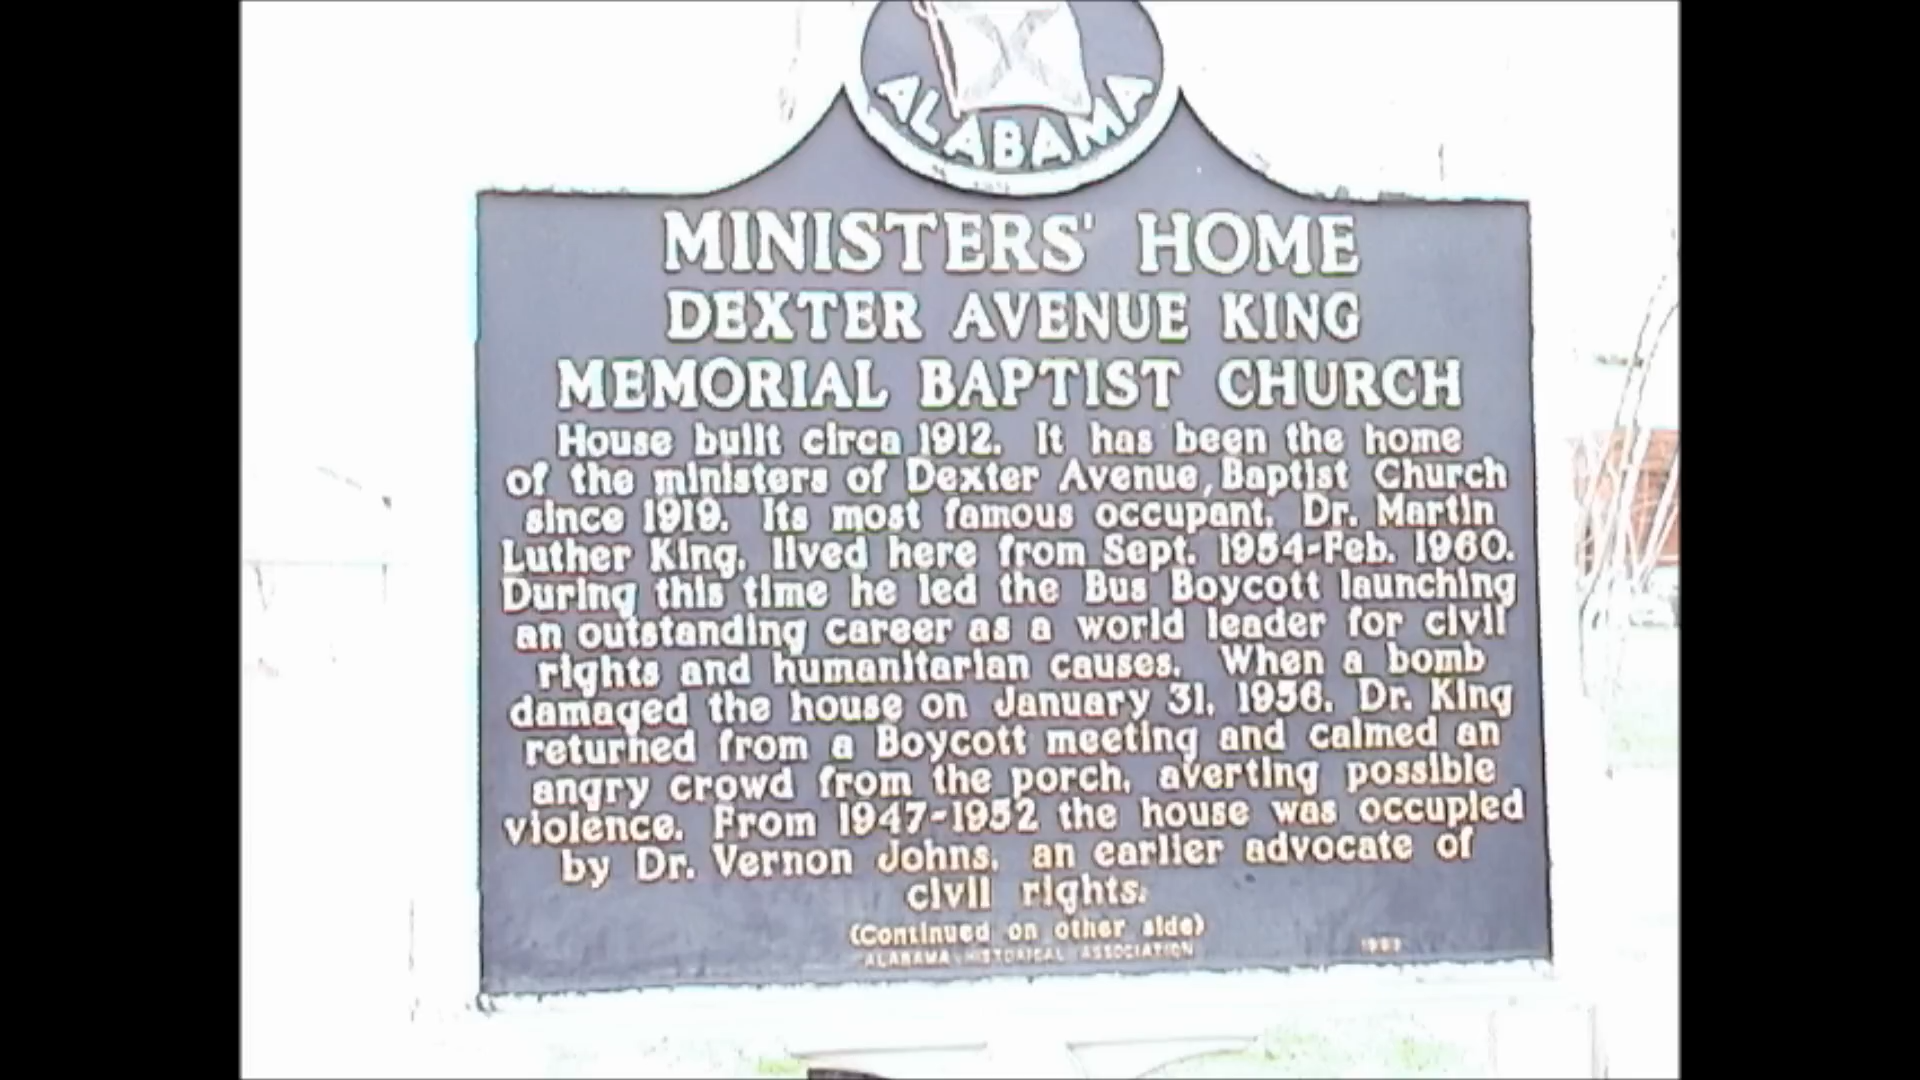 ALABAMA
MINISTERS' HOME
DEXTER AVENUE KING
MEMORIAL BAPTIST CHURCH
House built circa 1912. It has been the home
of the ministers of Dexter Avenue Baptist Church
since 1919. Its most famous occupant, Dr. Martin
Luther King, lived here from Sept. 1954-Feb. 1960.
During this time he led the Bus Boycott launching
an outstanding career as a world leader for civil
rights and humanitarian causes. When a bomb
damaged the house on January 31, 1956, Dr. King
returned from a Boycott meeting and calmed an
angry crowd from the porch, averting possible
violence. From 1947-1952 the house was occupied
by Dr. Vernon Johns, an earlier advocate of
civil rights.
(Continued on other side)
ALABAMA HISTORICAL ASSOCIATION